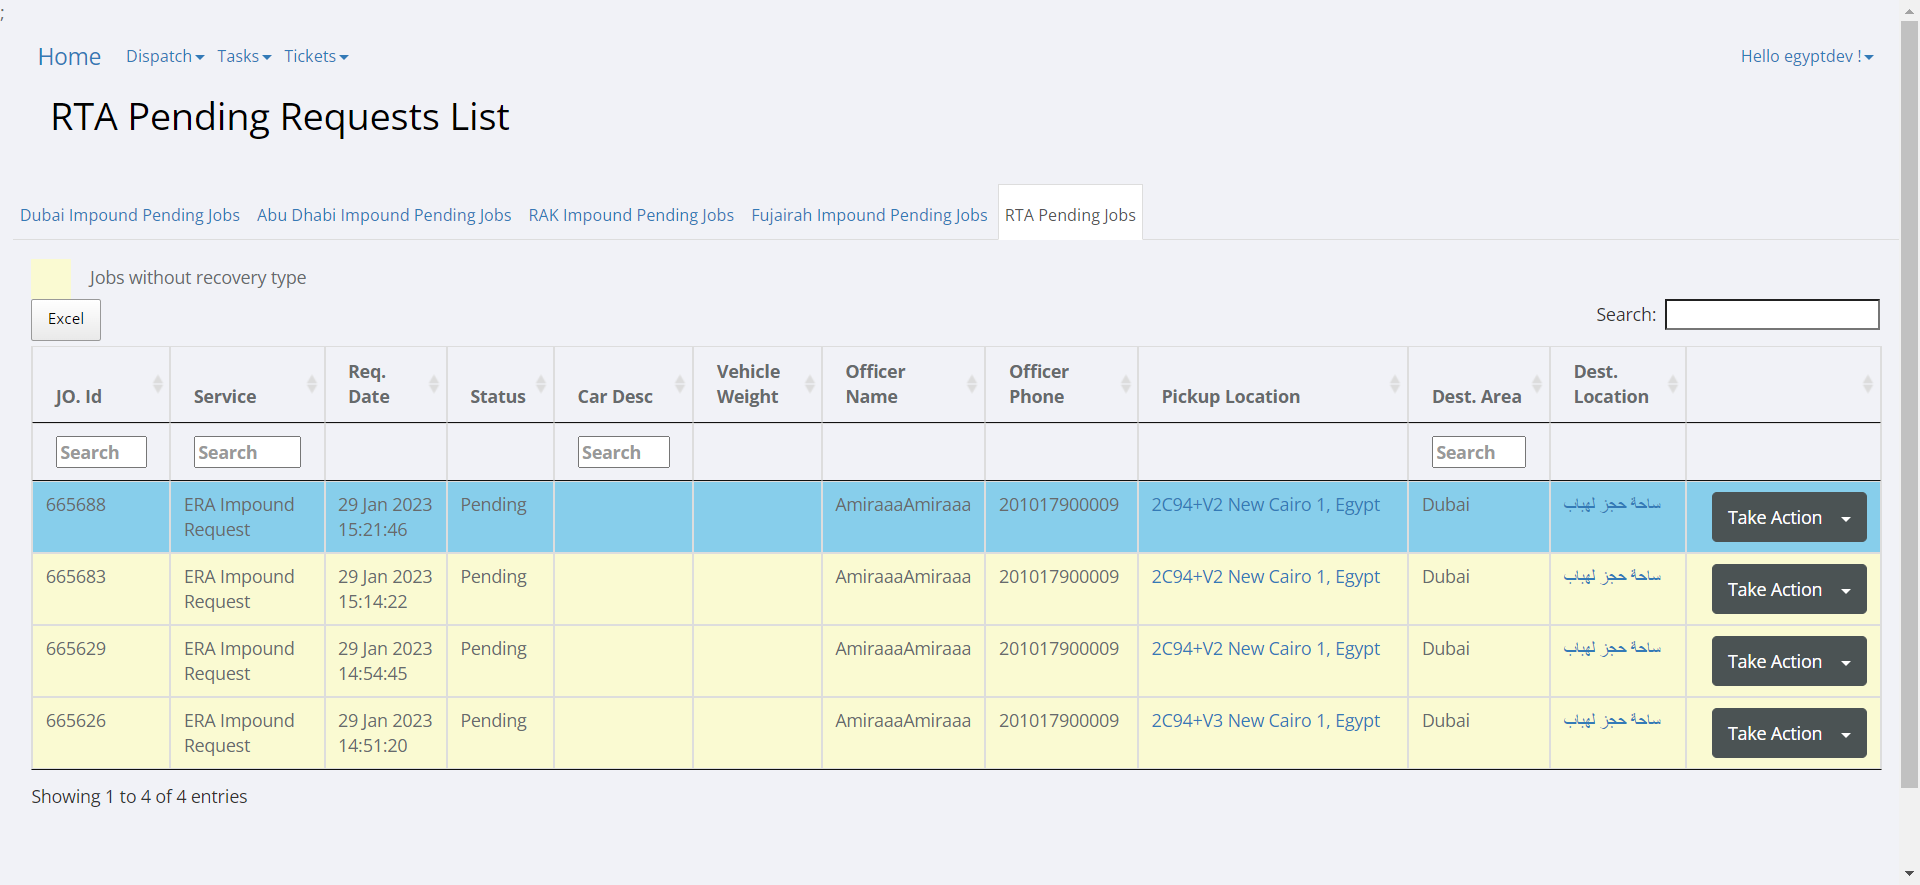 ;
Home Dispatch Tasks Tickets Hello egyptdev !
RTA Pending Requests List
Dubai Impound Pending Jobs Abu Dhabi Impound Pending Jobs RAK Impound Pending Jobs Fujairah Impound Pending Jobs RTA Pending Jobs
Jobs without recovery type
Excel Search:
JO. Id Service Req. Date Status Car Desc Vehicle Weight Officer Name Officer Phone Pickup Location Dest. Area Dest. Location
Search Search Search Search
665688 ERA Impound Request 29 Jan 2023 15:21:46 Pending AmiraaaAmiraaa 201017900009 2C94+V2 New Cairo 1, Egypt Dubai ساحة حجز لهباب Take Action
665683 ERA Impound Request 29 Jan 2023 15:14:22 Pending AmiraaaAmiraaa 201017900009 2C94+V2 New Cairo 1, Egypt Dubai ساحة حجز لهباب Take Action
665629 ERA Impound Request 29 Jan 2023 14:54:45 Pending AmiraaaAmiraaa 201017900009 2C94+V2 New Cairo 1, Egypt Dubai ساحة حجز لهباب Take Action
665626 ERA Impound Request 29 Jan 2023 14:51:20 Pending AmiraaaAmiraaa 201017900009 2C94+V3 New Cairo 1, Egypt Dubai ساحة حجز لهباب Take Action
Showing 1 to 4 of 4 entries